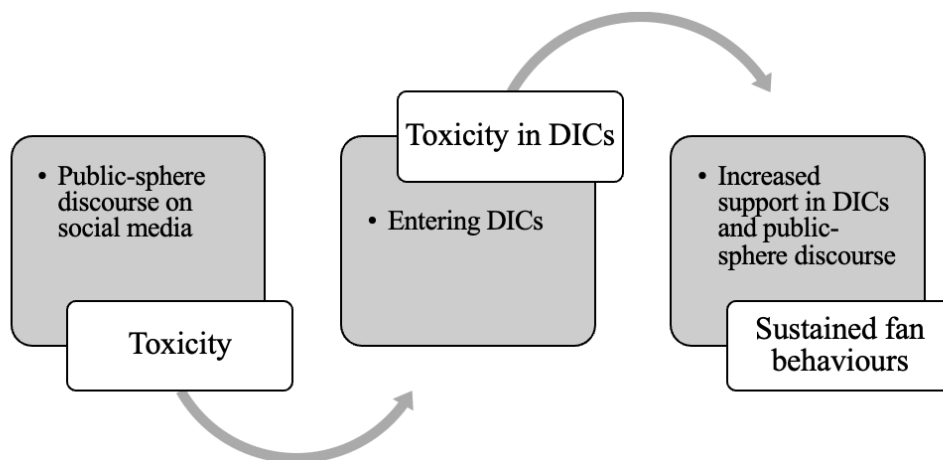 • Public-sphere
discourse on
social media
Toxicity
Toxicity in DICs
• Entering DICs
• Increased
support in DICs
and public-
sphere discourse
Sustained fan
behaviours